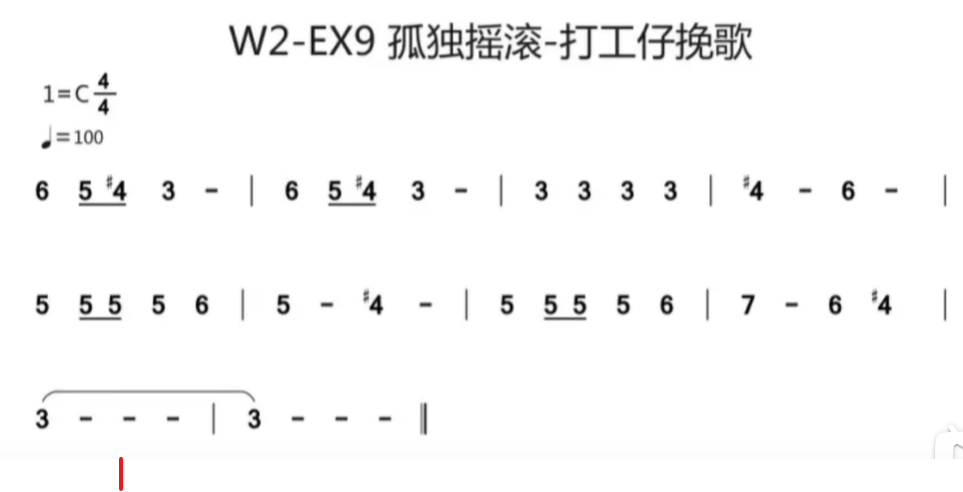 W2-EX9 孤独摇滚-打工仔挽歌
1=C 4/4
♩=100
6 5 #4 3 - | 6 5 #4 3 - | 3 3 3 3 | #4 - 6 - |
5 5 5 5 6 | 5 - #4 - | 5 5 5 5 6 | 7 - 6 #4 |
3 - - - | 3 - - - ‖